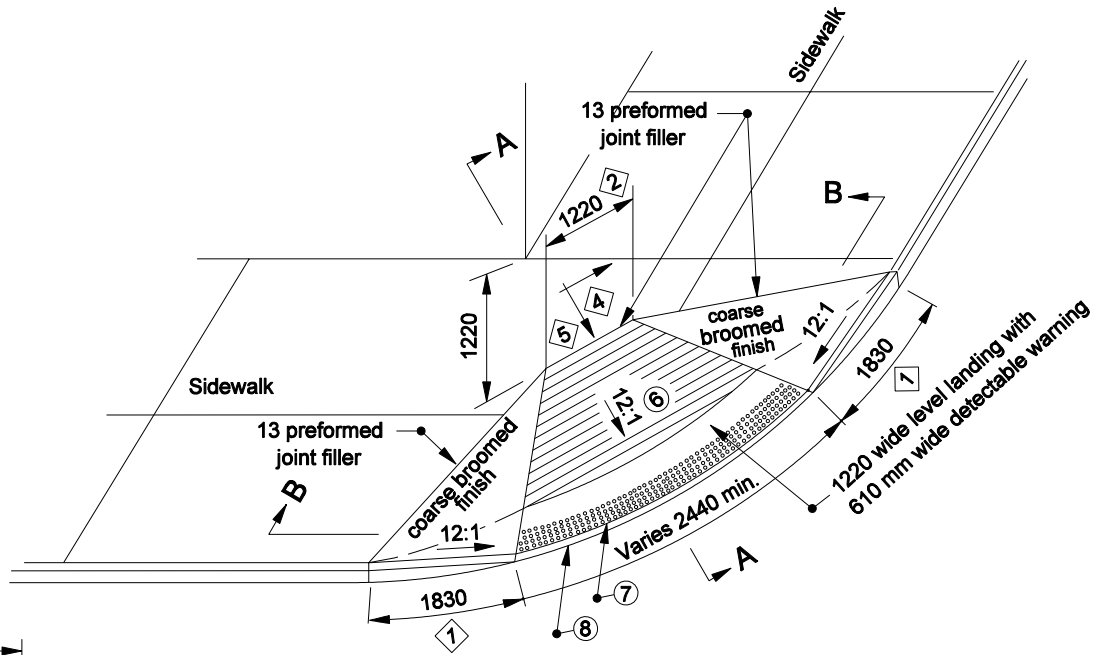 Sidewalk
13 preformed
joint filler
A
2
1220
B
4
5
1220
coarse
broomed
finish
12:1
1830
1
Sidewalk
12:1
6
13 preformed
joint filler
coarse broomed
finish
B
12:1
1220 wide level landing with
610 mm wide detectable warning
Varies 2440 min.
A
1830
1
7
8